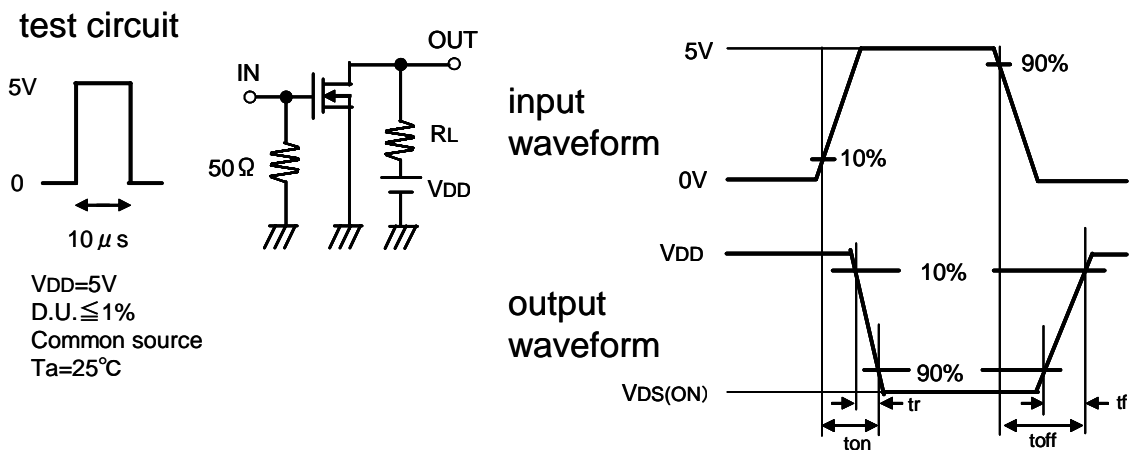 test circuit
5V
0
10μs
VDD=5V
D.U.≦1%
Common source
Ta=25℃
IN
OUT
50Ω
RL
VDD
input
waveform
5V
0V
10%
90%
output
waveform
VDD
VDS(ON)
10%
90%
tr
ton
tf
toff